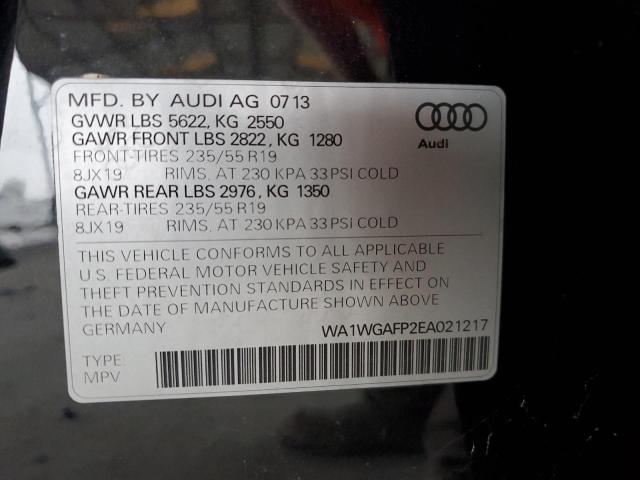 MFD. BY AUDI AG 07 13
GVWR LBS 5622, KG 2550
GAWR FRONT LBS 2822, KG 1280
FRONT-TIRES 235/55 R19
8JX19 RIMS, AT 230 KPA 33 PSI COLD
GAWR REAR LBS 2976, KG 1350
REAR-TIRES 235/55 R19
8JX19 RIMS, AT 230 KPA 33 PSI COLD
Audi
THIS VEHICLE CONFORMS TO ALL APPLICABLE
U.S. FEDERAL MOTOR VEHICLE SAFETY AND
THEFT PREVENTION STANDARDS IN EFFECT ON
THE DATE OF MANUFACTURE SHOWN ABOVE
GERMANY WA1WGAFP2EA021217
TYPE:
MPV